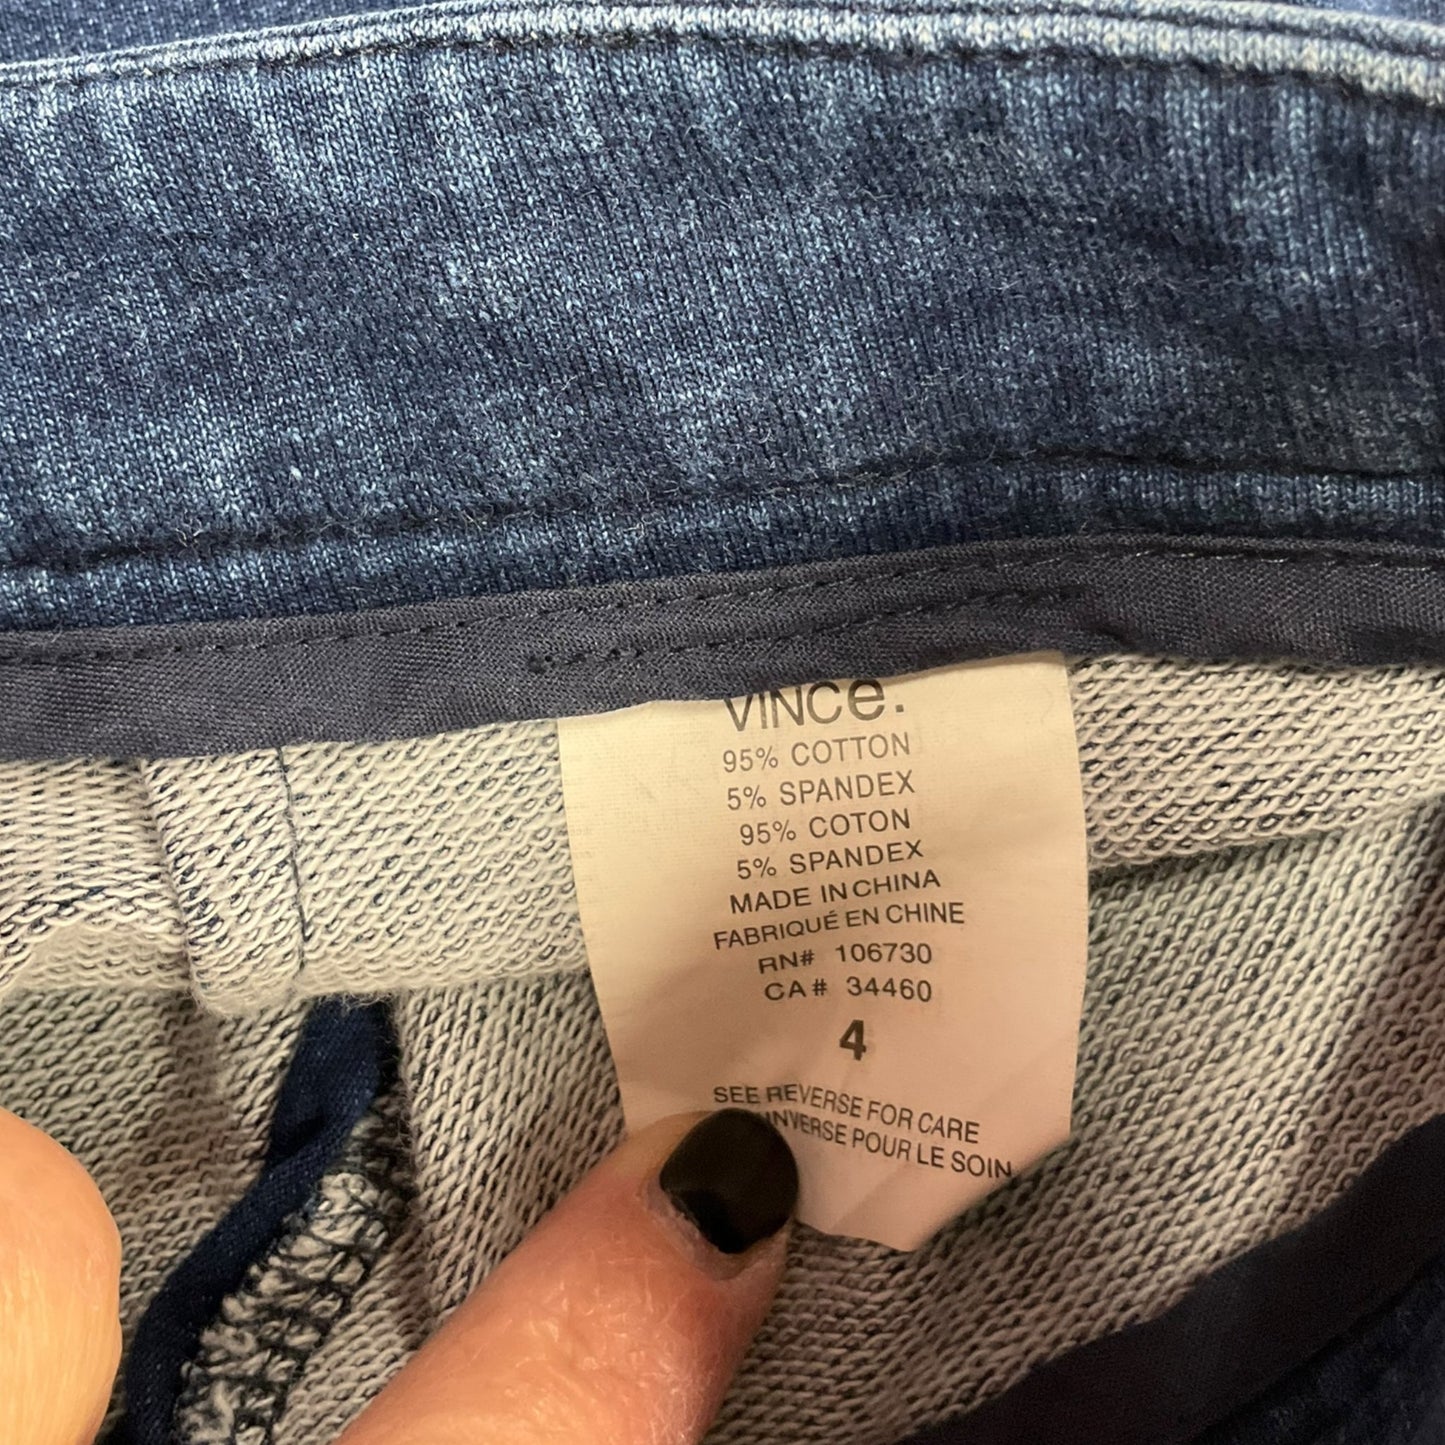 VINCe.
95% COTTON
5% SPANDEX
95% COTON
5% SPANDEX
MADE IN CHINA
FABRIQUÉ EN CHINE
RN# 106730
CA# 34460
4
SEE REVERSE FOR CARE
INVERSE POUR LE SOIN